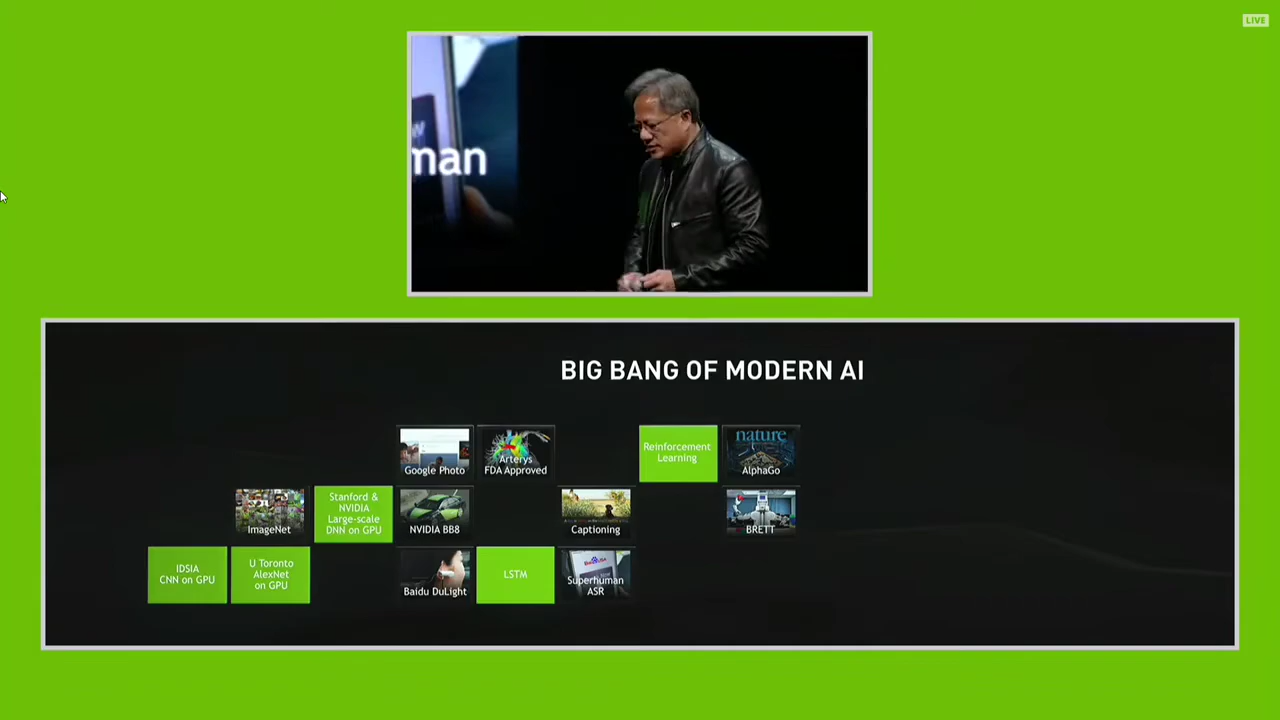 LIVE
man
BIG BANG OF MODERN AI
Google Photo
Arterys
FDA Approved
Reinforcement
Learning
nature
AlphaGo
ImageNet
Stanford &
NVIDIA
Large-scale
DNN on GPU
NVIDIA BB8
Captioning
BRETT
IDSIA
CNN on GPU
U Toronto
AlexNet
on GPU
Baidu DuLight
LSTM
Superhuman
ASR